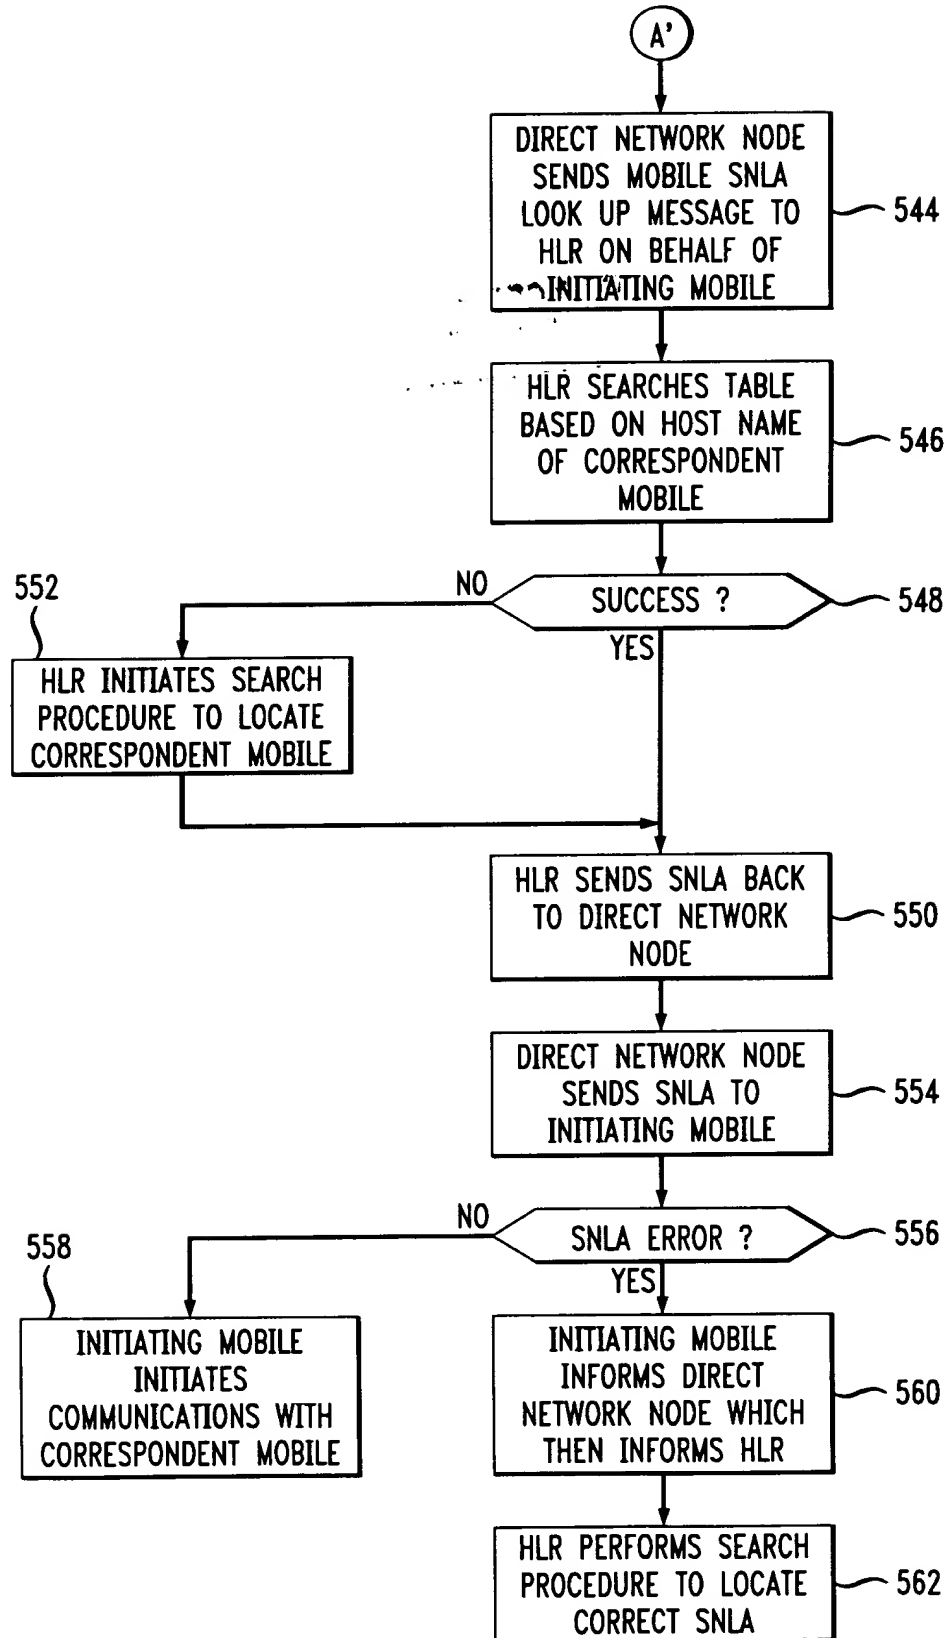 A'
DIRECT NETWORK NODE
SENDS MOBILE SNLA
LOOK UP MESSAGE TO
HLR ON BEHALF OF
INITIATING MOBILE
544
HLR SEARCHES TABLE
BASED ON HOST NAME
OF CORRESPONDENT
MOBILE
546
SUCCESS ?
548
NO
YES
552
HLR INITIATES SEARCH
PROCEDURE TO LOCATE
CORRESPONDENT MOBILE
HLR SENDS SNLA BACK
TO DIRECT NETWORK
NODE
550
DIRECT NETWORK NODE
SENDS SNLA TO
INITIATING MOBILE
554
SNLA ERROR ?
556
NO
YES
558
INITIATING MOBILE
INITIATES
COMMUNICATIONS WITH
CORRESPONDENT MOBILE
INITIATING MOBILE
INFORMS DIRECT
NETWORK NODE WHICH
THEN INFORMS HLR
560
HLR PERFORMS SEARCH
PROCEDURE TO LOCATE
CORRECT SNLA
562